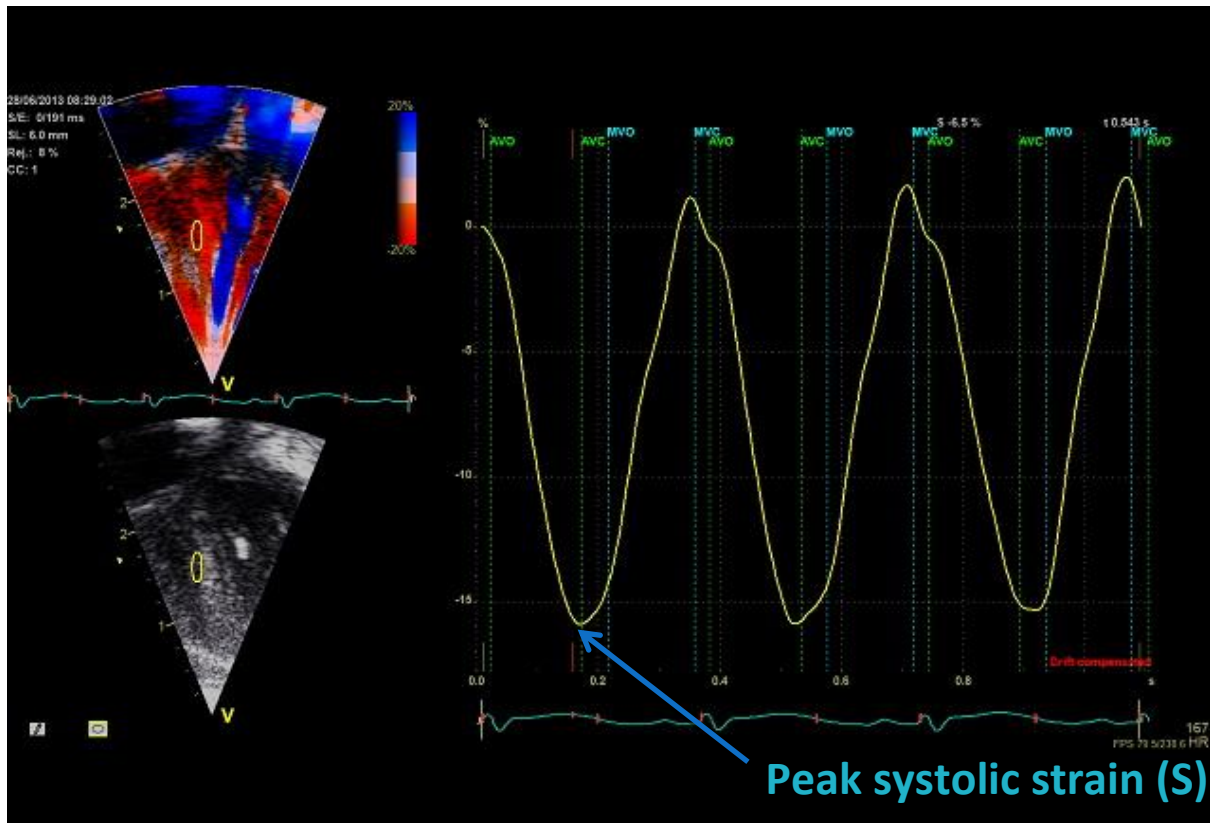 28/06/2013 08:29:02
S/E: 0/191 ms
SL: 6.0 mm
Rej.: 8 %
CC: 1
20%
-20%
2
1
V
2
1
V
%
S -6.5 %
t 0.543 s
MVO MVC MVO MVC MVO MVC
AVO AVC AVO AVC AVO AVC AVO
0
-5
-10
-15
Drift compensated
0.0 0.2 0.4 0.6 0.8 s
167
HR
Peak systolic strain (S)